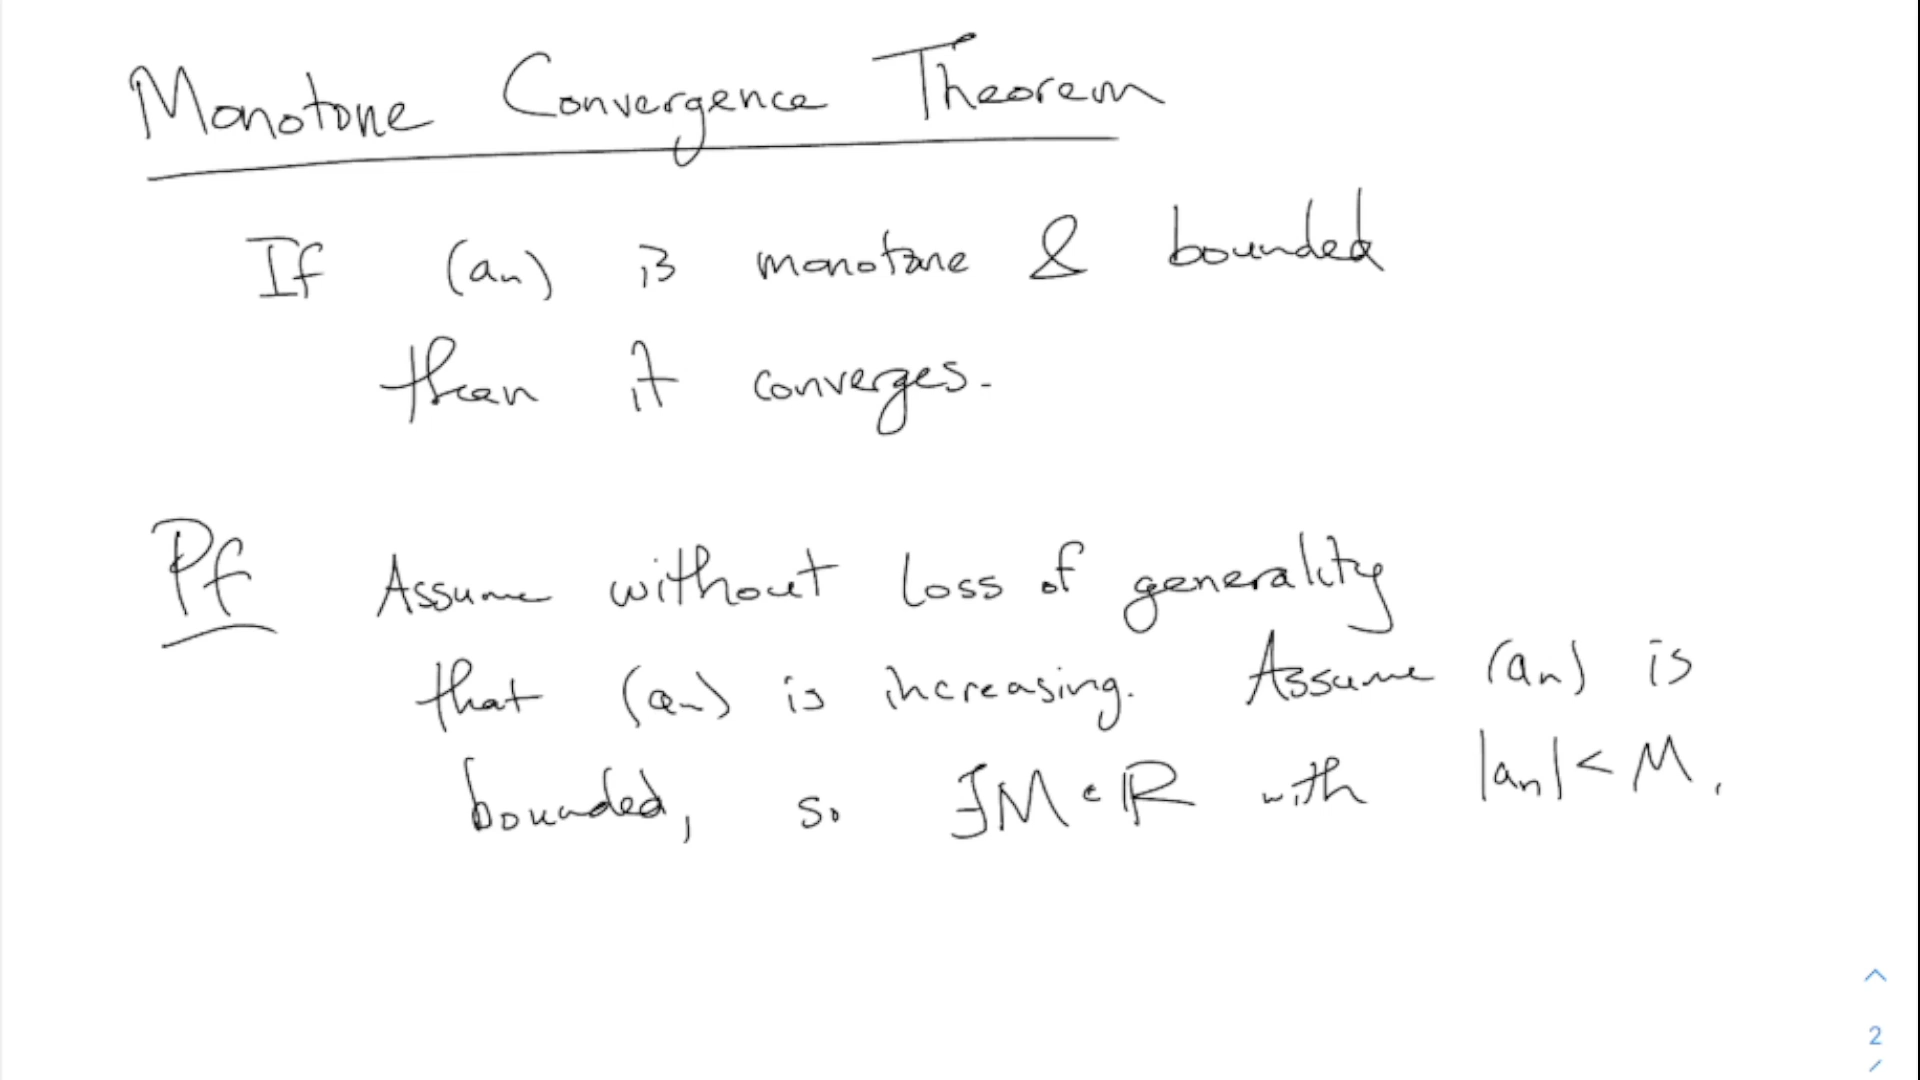 Monotone Convergence Theorem
If (aₙ) is monotone & bounded
then it converges.
Pf Assume without loss of generality
that (aₙ) is increasing. Assume (aₙ) is
bounded, so ∃M∈ℝ with |aₙ|<M.
2